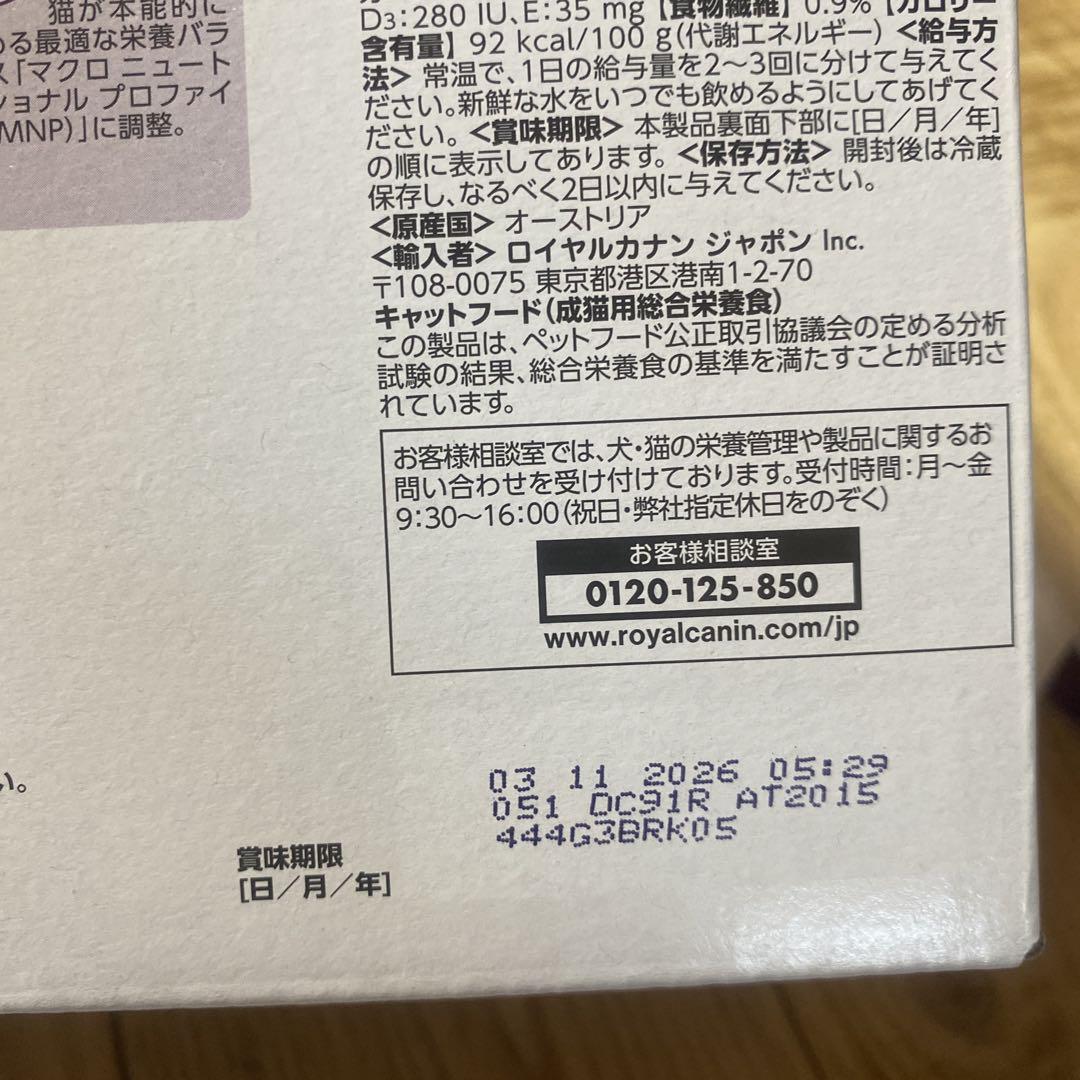 猫が本能的に
る最適な栄養バラ
「マクロ ニュート
ショナル プロファイ
MNP)」に調整。
D₃:280 IU、E:35 mg【食物繊維】0.9%【カロリー
含有量】92 kcal/100 g(代謝エネルギー) <給与方
法> 常温で、1日の給与量を2～3回に分けて与えてく
ださい。新鮮な水をいつでも飲めるようにしてあげてく
ださい。<賞味期限> 本製品裏面下部に[日／月／年]
の順に表示してあります。<保存方法> 開封後は冷蔵
保存し、なるべく2日以内に与えてください。
<原産国> オーストリア
<輸入者> ロイヤルカナン ジャポン Inc.
〒108-0075 東京都港区港南1-2-70
キャットフード(成猫用総合栄養食)
この製品は、ペットフード公正取引協議会の定める分析
試験の結果、総合栄養食の基準を満たすことが証明さ
れています。
お客様相談室では、犬・猫の栄養管理や製品に関するお
問い合わせを受け付けております。受付時間：月～金
9:30～16:00(祝日・弊社指定休日をのぞく)
お客様相談室
0120-125-850
www.royalcanin.com/jp
い。
03 11 2026 05:29
051 DC91R AT2015
444G3BRK05
賞味期限
[日／月／年]